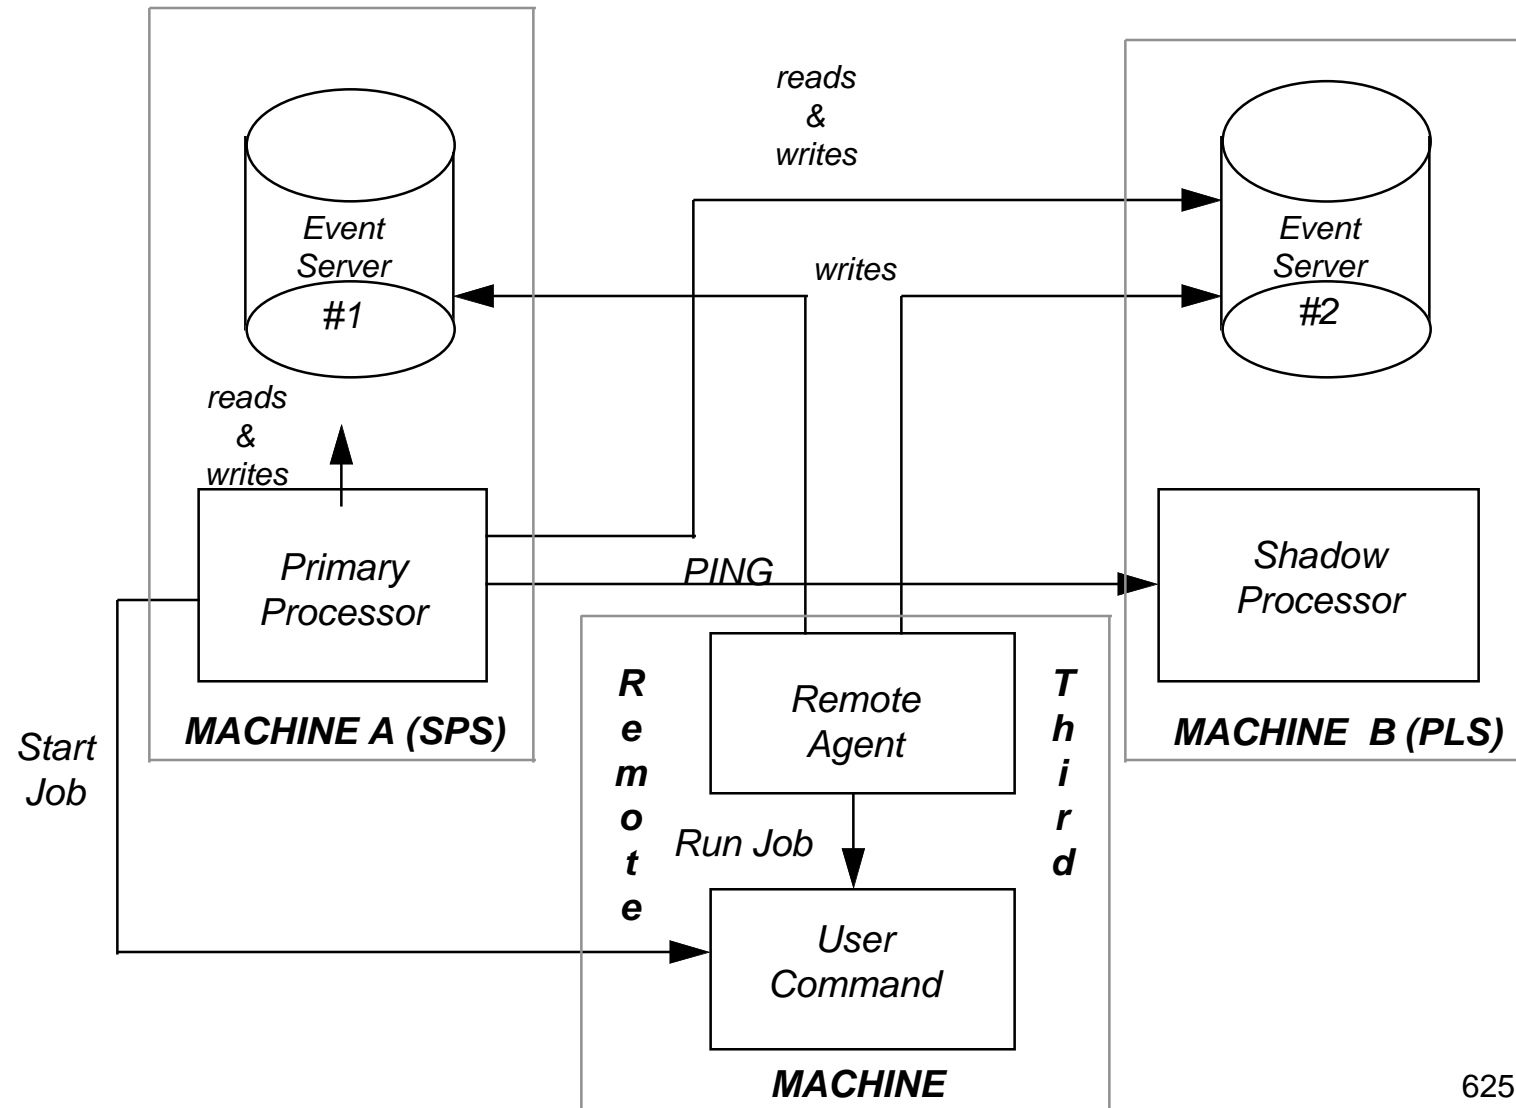 reads
&
writes
Event
Server
#1
Event
Server
#2
writes
reads
&
writes
Primary
Processor
PING
Shadow
Processor
MACHINE A (SPS)
MACHINE B (PLS)
Start
Job
Remote
Third
Remote
Agent
Run Job
User
Command
MACHINE
625